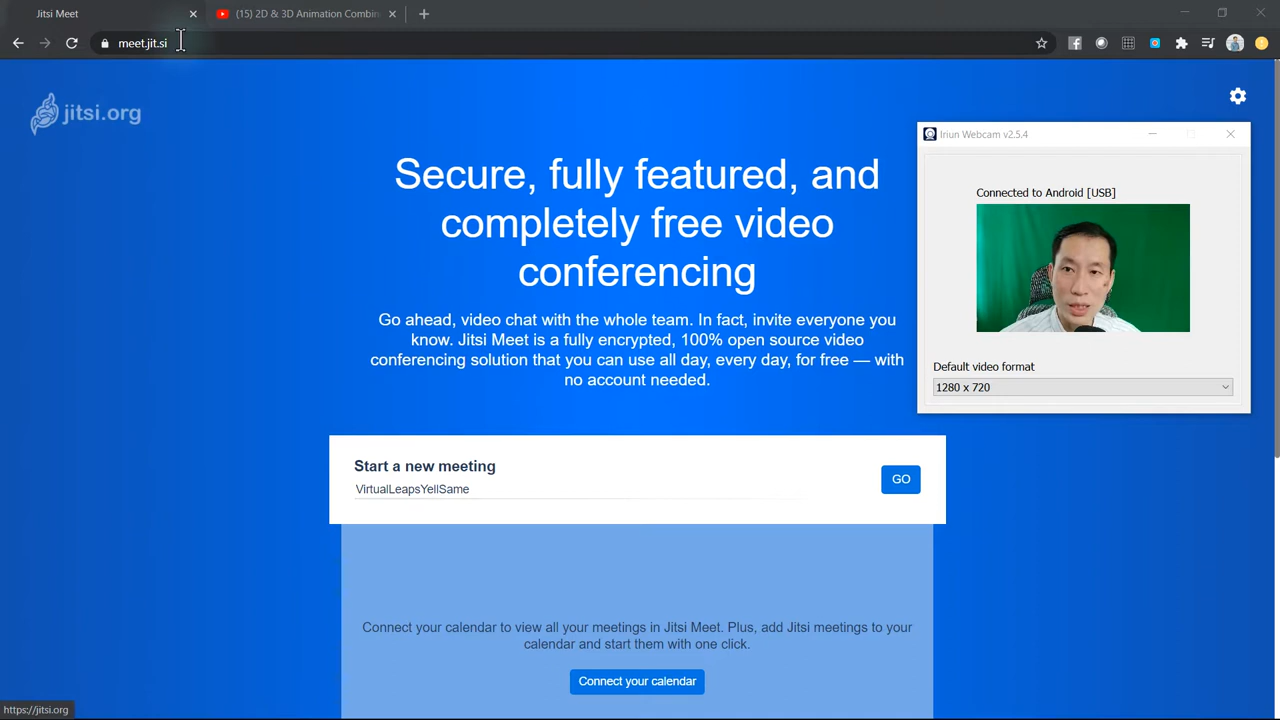 Jitsi Meet
(15) 2D & 3D Animation Combin
meet.jit.si
jitsi.org
Secure, fully featured, and
completely free video
conferencing
Go ahead, video chat with the whole team. In fact, invite everyone you
know. Jitsi Meet is a fully encrypted, 100% open source video
conferencing solution that you can use all day, every day, for free — with
no account needed.
Iriun Webcam v2.5.4
Connected to Android [USB]
Default video format
1280 x 720
Start a new meeting
VirtualLeapsYellSame
GO
Connect your calendar to view all your meetings in Jitsi Meet. Plus, add Jitsi meetings to your
calendar and start them with one click.
Connect your calendar
https://jitsi.org